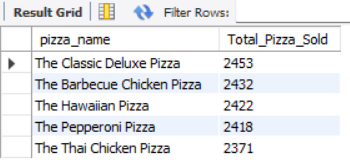 Result Grid Filter Rows:
pizza_name Total_Pizza_Sold
The Classic Deluxe Pizza 2453
The Barbecue Chicken Pizza 2432
The Hawaiian Pizza 2422
The Pepperoni Pizza 2418
The Thai Chicken Pizza 2371